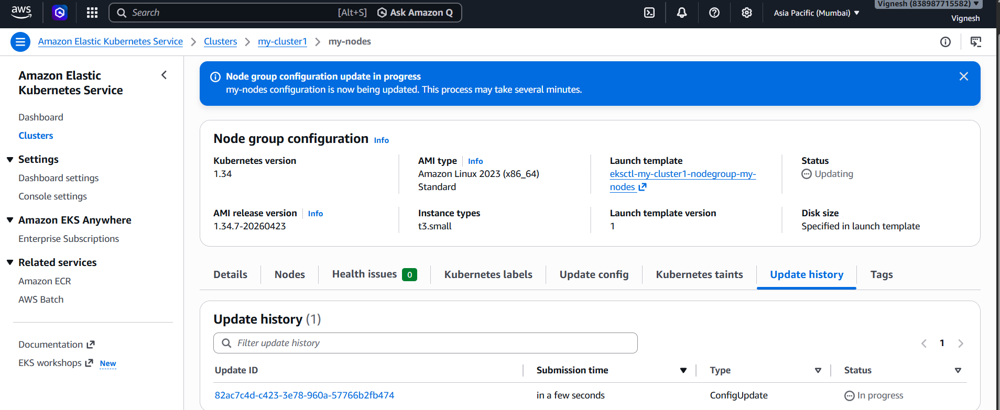 aws
Search
[Alt+S]
Ask Amazon Q
Asia Pacific (Mumbai)
Vignesh (838987715582)
Vignesh
Amazon Elastic Kubernetes Service
Clusters
my-cluster1
my-nodes
Amazon Elastic
Kubernetes Service
Dashboard
Clusters
Settings
Dashboard settings
Console settings
Amazon EKS Anywhere
Enterprise Subscriptions
Related services
Amazon ECR
AWS Batch
Documentation
EKS workshops New
Node group configuration update in progress
my-nodes configuration is now being updated. This process may take several minutes.
Node group configuration Info
Kubernetes version
1.34
AMI type Info
Amazon Linux 2023 (x86_64)
Standard
Launch template
eksctl-my-cluster1-nodegroup-my-
nodes
Status
Updating
AMI release version Info
1.34.7-20260423
Instance types
t3.small
Launch template version
1
Disk size
Specified in launch template
Details
Nodes
Health issues 0
Kubernetes labels
Update config
Kubernetes taints
Update history
Tags
Update history (1)
Filter update history
1
Update ID
Submission time
Type
Status
82ac7c4d-c423-3e78-960a-57766b2fb474
in a few seconds
ConfigUpdate
In progress